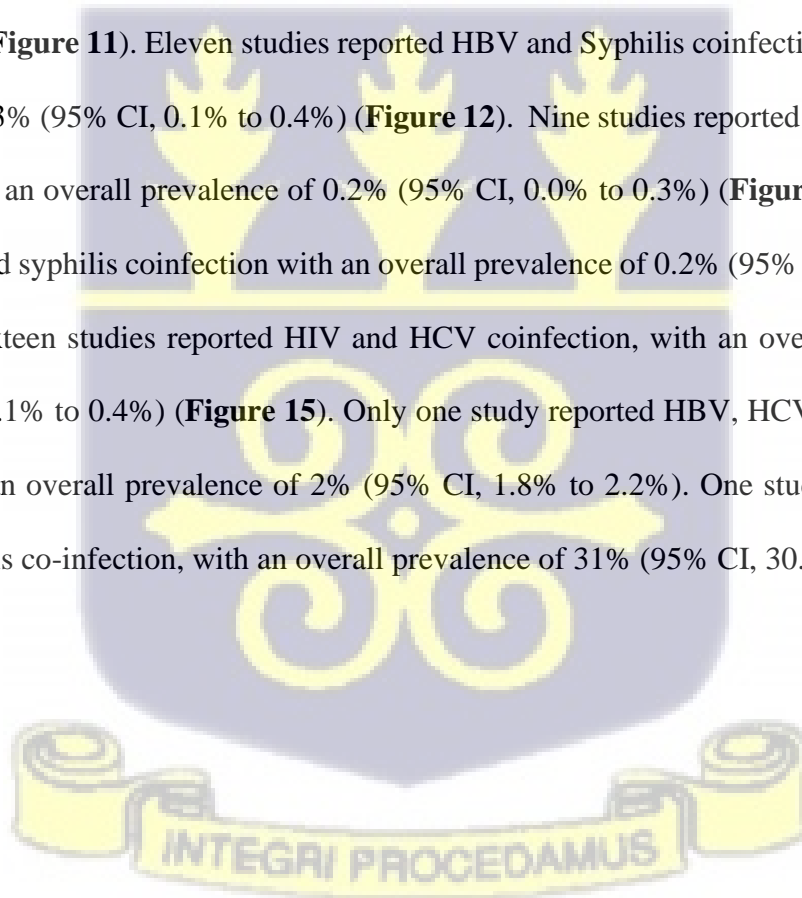 Figure 11). Eleven studies reported HBV and Syphilis coinfecti
3% (95% CI, 0.1% to 0.4%) (Figure 12). Nine studies reported
an overall prevalence of 0.2% (95% CI, 0.0% to 0.3%) (Figur
d syphilis coinfection with an overall prevalence of 0.2% (95%
xteen studies reported HIV and HCV coinfection, with an ove
.1% to 0.4%) (Figure 15). Only one study reported HBV, HCV
n overall prevalence of 2% (95% CI, 1.8% to 2.2%). One stu
is co-infection, with an overall prevalence of 31% (95% CI, 30.
INTEGRI PROCEDAMUS